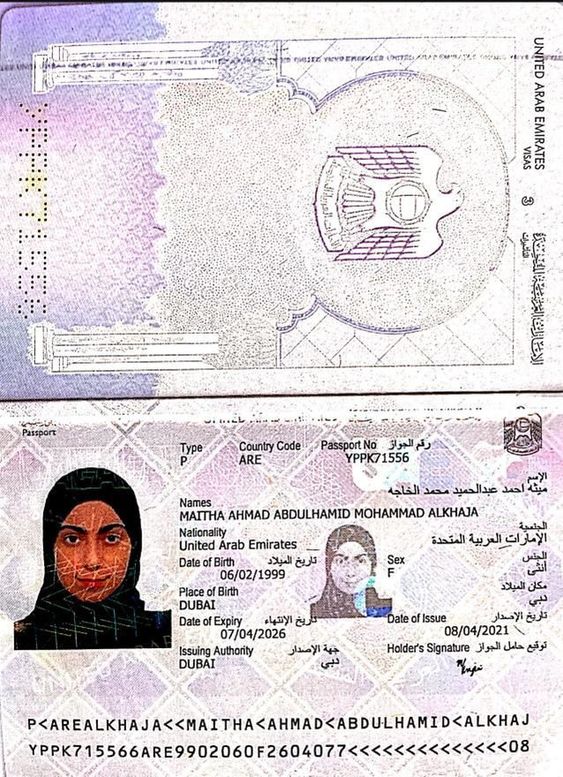 UNITED ARAB EMIRATES
VISAS
3
الإمارات العربية المتحدة
التأشيرات
Passport
Type
Country Code
Passport No رقم الجواز
P
ARE
YPPK71556
الإسم
ميثه احمد عبدالحميد محمد الخاجه
Names
MAITHA AHMAD ABDULHAMID MOHAMMAD ALKHAJA
Nationality
الجنسية
United Arab Emirates
الإمارات العربية المتحدة
Date of Birth تاريخ الميلاد
Sex
الجنس
06/02/1999
F
أنثى
Place of Birth
مكان الميلاد
DUBAI
دبي
Date of Expiry تاريخ الإنتهاء
Date of Issue
تاريخ الإصدار
07/04/2026
08/04/2021
Issuing Authority جهة الإصدار
Holder's Signature توقيع حامل الجواز
DUBAI
دبي
P<AREALKHAJA<<MAITHA<AHMAD<ABDULHAMID<ALKHAJ
YPPK715566ARE9902060F2604077<<<<<<<<<<<<<<08